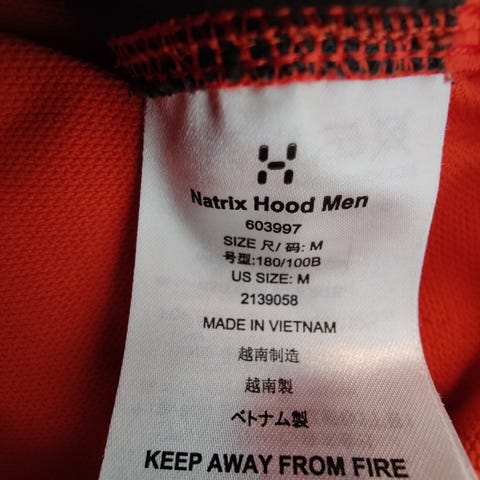 Natrix Hood Men
603997
SIZE 尺/码: M
号型:180/100B
US SIZE: M
2139058
MADE IN VIETNAM
越南制造
越南製
ベトナム製
KEEP AWAY FROM FIRE